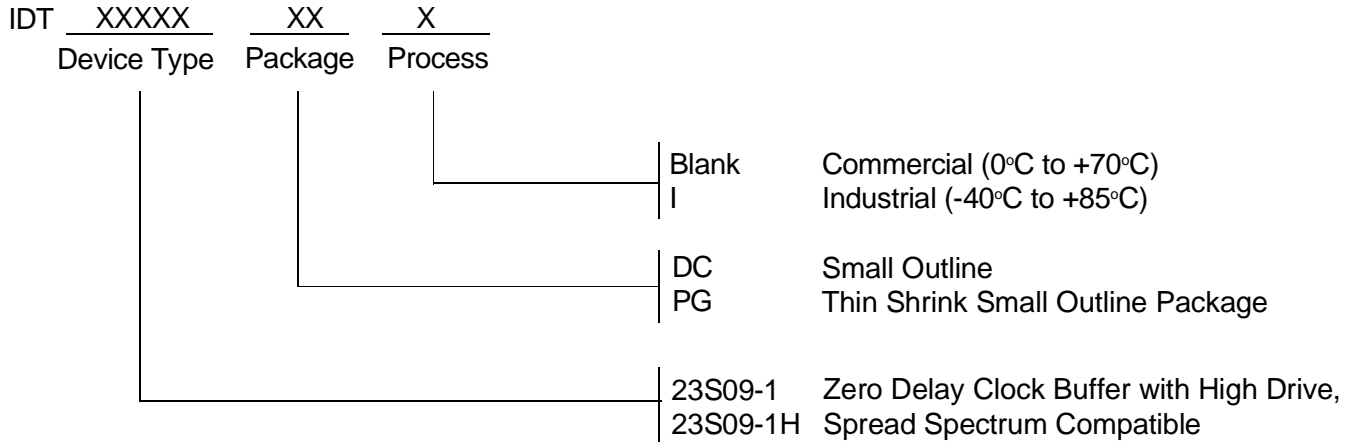 IDT XXXXX XX X
Device Type Package Process
Blank Commercial (0°C to +70°C)
I Industrial (-40°C to +85°C)
DC Small Outline
PG Thin Shrink Small Outline Package
23S09-1 Zero Delay Clock Buffer with High Drive,
23S09-1H Spread Spectrum Compatible